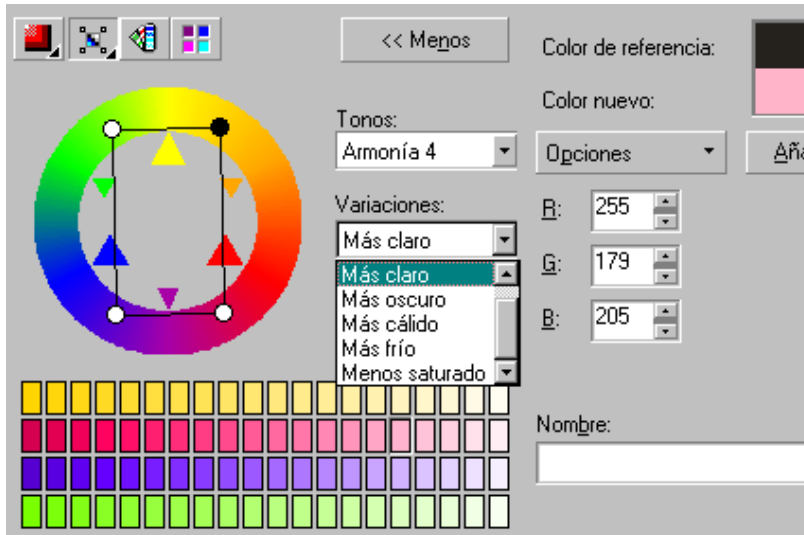 << Menos
Color de referencia:
Color nuevo:
Tonos:
Armonía 4
Opciones
Aña
Variaciones:
Más claro
Más claro
Más oscuro
Más cálido
Más frío
Menos saturado
R: 255
G: 179
B: 205
Nombre: